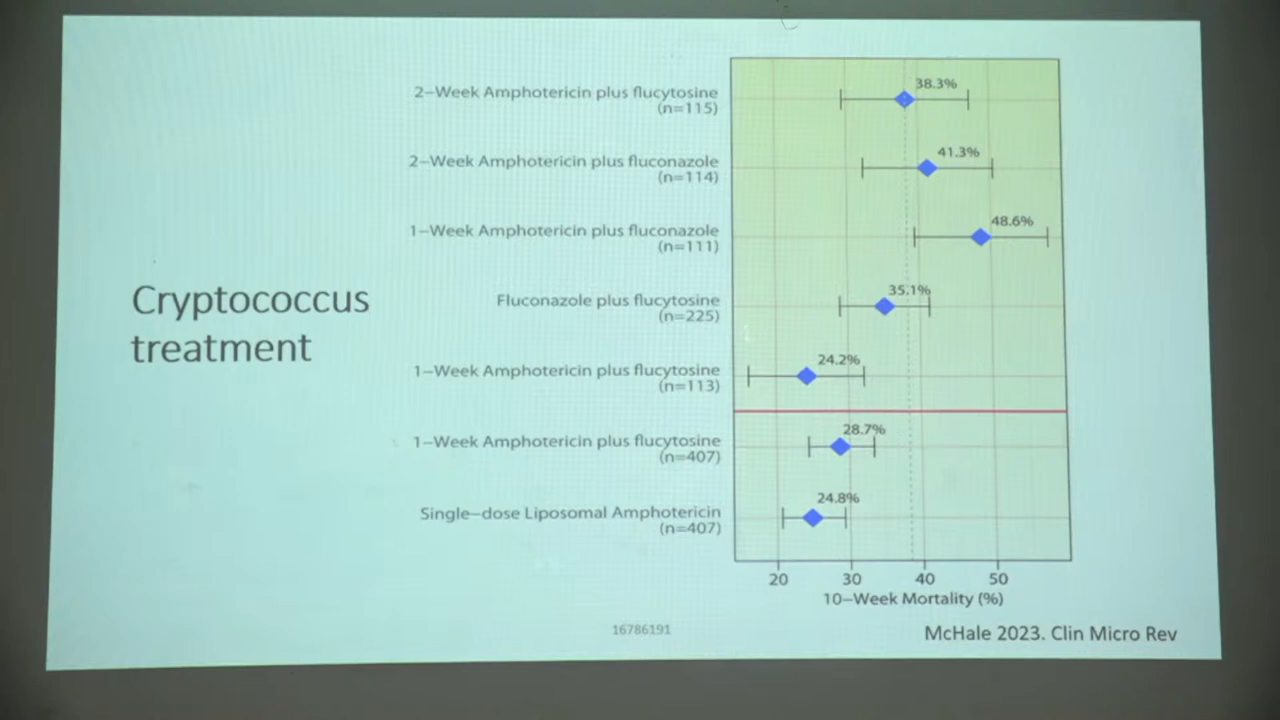 Cryptococcus
treatment
2–Week Amphotericin plus flucytosine
(n=115)
38.3%
2–Week Amphotericin plus fluconazole
(n=114)
41.3%
1–Week Amphotericin plus fluconazole
(n=111)
48.6%
Fluconazole plus flucytosine
(n=225)
35.1%
1–Week Amphotericin plus flucytosine
(n=113)
24.2%
1–Week Amphotericin plus flucytosine
(n=407)
28.7%
Single–dose Liposomal Amphotericin
(n=407)
24.8%
20 30 40 50
10–Week Mortality (%)
16786191
McHale 2023. Clin Micro Rev